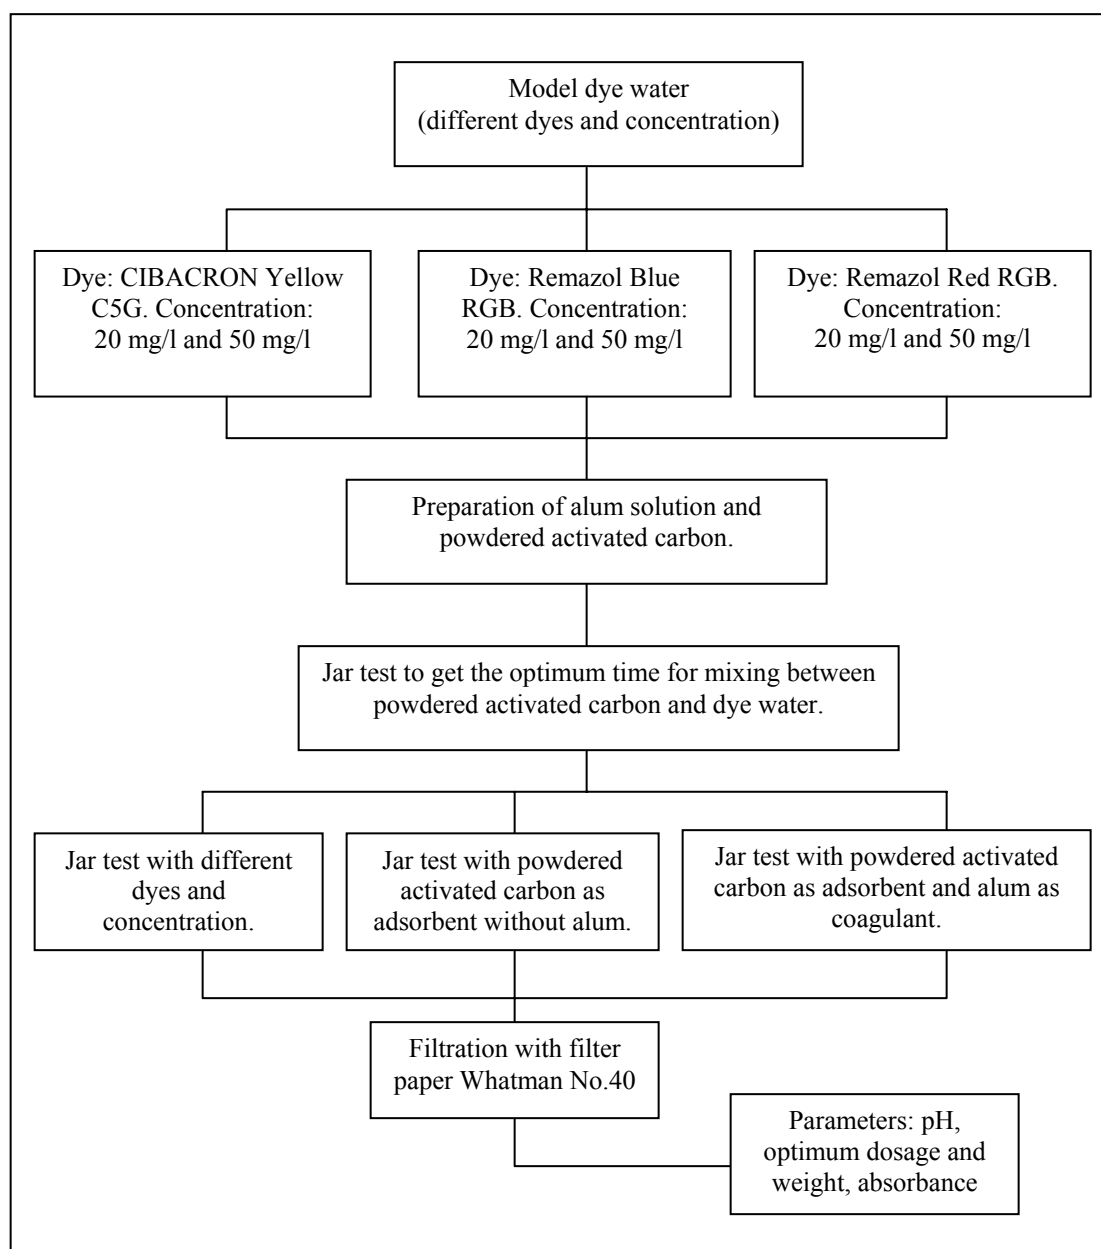 Model dye water
(different dyes and concentration)
Dye: CIBACRON Yellow
C5G. Concentration:
20 mg/l and 50 mg/l
Dye: Remazol Blue
RGB. Concentration:
20 mg/l and 50 mg/l
Dye: Remazol Red RGB.
Concentration:
20 mg/l and 50 mg/l
Preparation of alum solution and
powdered activated carbon.
Jar test to get the optimum time for mixing between
powdered activated carbon and dye water.
Jar test with different
dyes and
concentration.
Jar test with powdered
activated carbon as
adsorbent without alum.
Jar test with powdered activated
carbon as adsorbent and alum as
coagulant.
Filtration with filter
paper Whatman No.40
Parameters: pH,
optimum dosage and
weight, absorbance